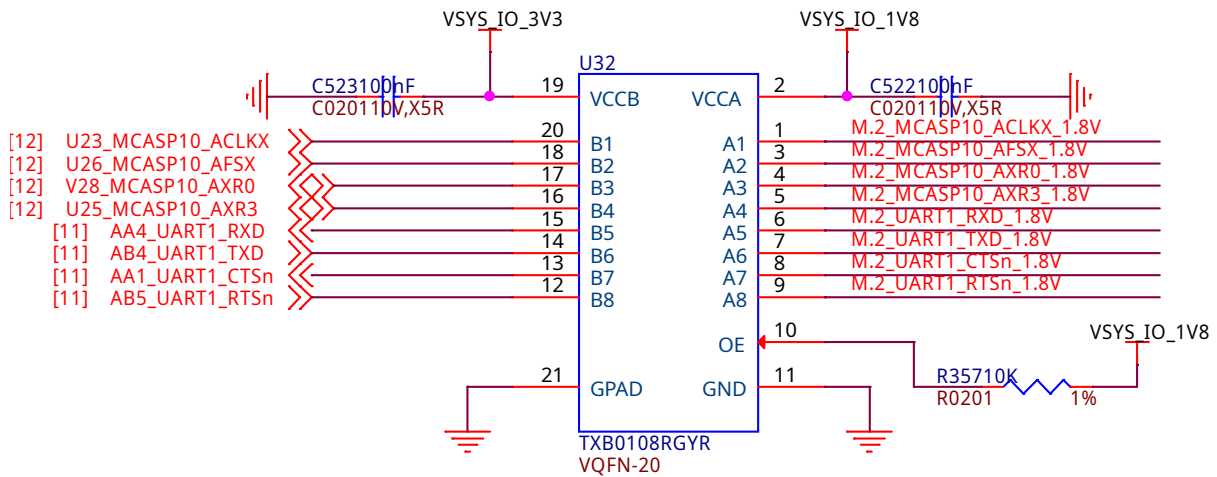 VSYS_IO_3V3
VSYS_IO_1V8
U32
C523100nF
C020110V,X5R
19
VCCB
VCCA
2
C522100nF
C020110V,X5R
[12] U23_MCASP10_ACLKX
20
B1
A1
1
M.2_MCASP10_ACLKX_1.8V
[12] U26_MCASP10_AFSX
18
B2
A2
3
M.2_MCASP10_AFSX_1.8V
[12] V28_MCASP10_AXR0
17
B3
A3
4
M.2_MCASP10_AXR0_1.8V
[12] U25_MCASP10_AXR3
16
B4
A4
5
M.2_MCASP10_AXR3_1.8V
[11] AA4_UART1_RXD
15
B5
A5
6
M.2_UART1_RXD_1.8V
[11] AB4_UART1_TXD
14
B6
A6
7
M.2_UART1_TXD_1.8V
[11] AA1_UART1_CTSn
13
B7
A7
8
M.2_UART1_CTSn_1.8V
[11] AB5_UART1_RTSn
12
B8
A8
9
M.2_UART1_RTSn_1.8V
OE
10
VSYS_IO_1V8
21
GPAD
GND
11
R35710K
R0201
1%
TXB0108RGYR
VQFN-20